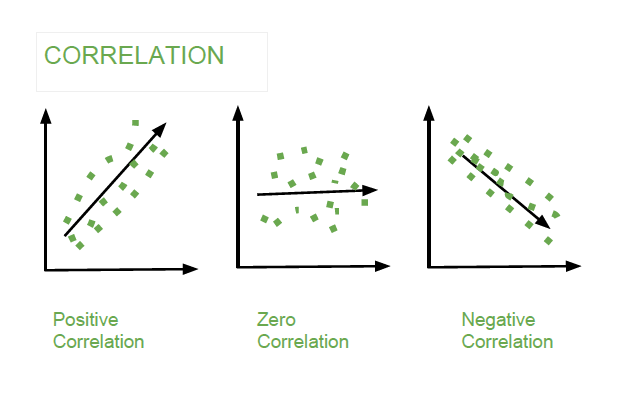 CORRELATION
Positive
Correlation
Zero
Correlation
Negative
Correlation